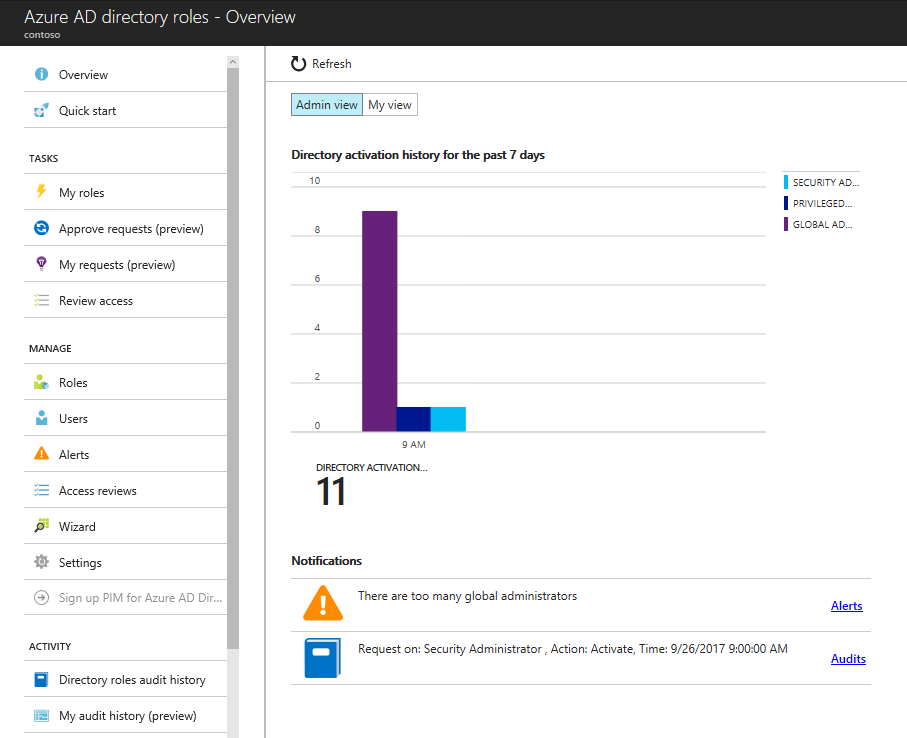 Azure AD directory roles - Overview
contoso
Overview
Quick start
TASKS
My roles
Approve requests (preview)
My requests (preview)
Review access
MANAGE
Roles
Users
Alerts
Access reviews
Wizard
Settings
Sign up PIM for Azure AD Dir...
ACTIVITY
Directory roles audit history
My audit history (preview)
Refresh
Admin view
My view
Directory activation history for the past 7 days
10
8
6
4
2
0
9 AM
SECURITY AD...
PRIVILEGED...
GLOBAL AD...
DIRECTORY ACTIVATION...
11
Notifications
There are too many global administrators
Alerts
Request on: Security Administrator , Action: Activate, Time: 9/26/2017 9:00:00 AM
Audits